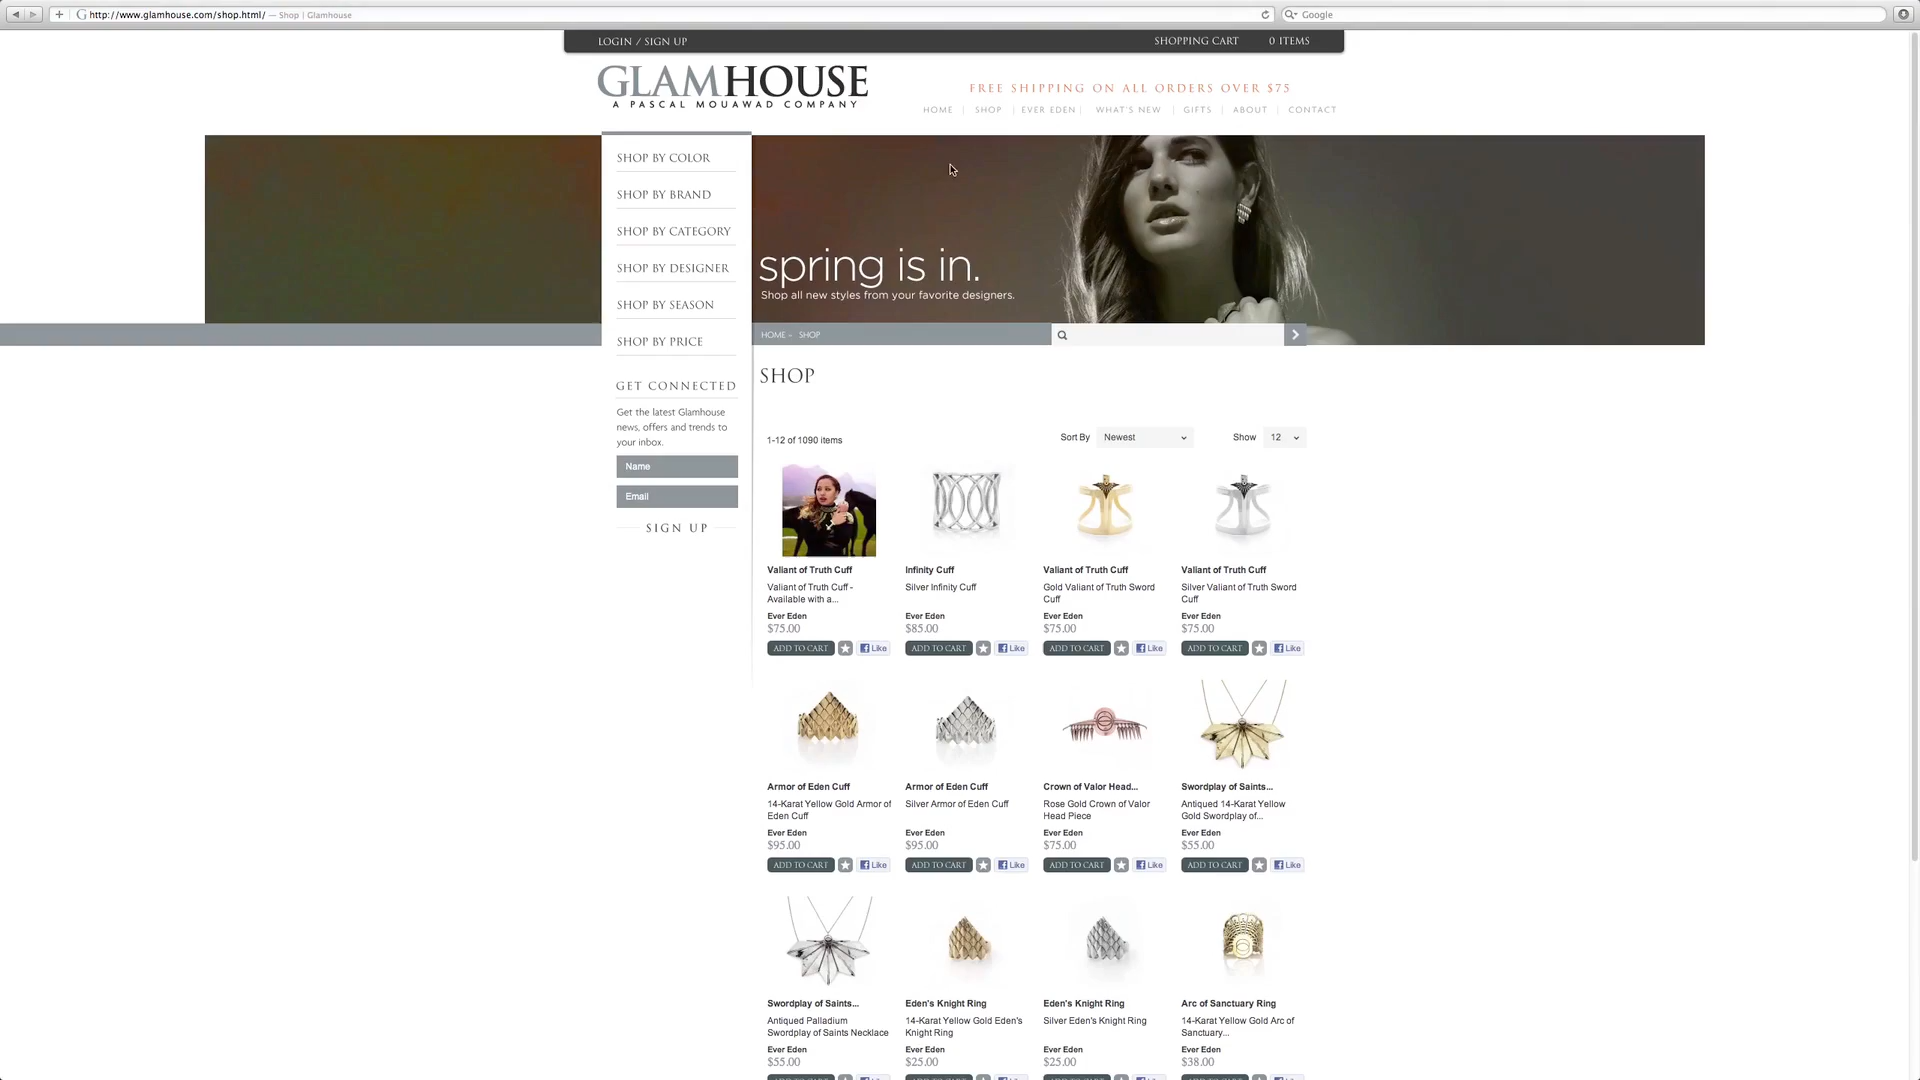 http://www.glamhouse.com/shop.html/ — Shop | Glamhouse
Google
LOGIN / SIGN UP
SHOPPING CART 0 ITEMS
GLAMHOUSE
A PASCAL MOUAWAD COMPANY
FREE SHIPPING ON ALL ORDERS OVER $75
HOME | SHOP | EVER EDEN | WHAT'S NEW | GIFTS | ABOUT | CONTACT
SHOP BY COLOR
SHOP BY BRAND
SHOP BY CATEGORY
SHOP BY DESIGNER
SHOP BY SEASON
SHOP BY PRICE
spring is in.
Shop all new styles from your favorite designers.
HOME - SHOP
GET CONNECTED
Get the latest Glamhouse
news, offers and trends to
your inbox.
Name
Email
SIGN UP
SHOP
1-12 of 1090 items
Sort By Newest
Show 12
Valiant of Truth Cuff
Valiant of Truth Cuff -
Available with a...
Ever Eden
$75.00
ADD TO CART Like
Infinity Cuff
Silver Infinity Cuff
Ever Eden
$85.00
ADD TO CART Like
Valiant of Truth Cuff
Gold Valiant of Truth Sword
Cuff
Ever Eden
$75.00
ADD TO CART Like
Valiant of Truth Cuff
Silver Valiant of Truth Sword
Cuff
Ever Eden
$75.00
ADD TO CART Like
Armor of Eden Cuff
14-Karat Yellow Gold Armor of
Eden Cuff
Ever Eden
$95.00
ADD TO CART Like
Armor of Eden Cuff
Silver Armor of Eden Cuff
Ever Eden
$95.00
ADD TO CART Like
Crown of Valor Head...
Rose Gold Crown of Valor
Head Piece
Ever Eden
$75.00
ADD TO CART Like
Swordplay of Saints...
Antiqued 14-Karat Yellow
Gold Swordplay of...
Ever Eden
$55.00
ADD TO CART Like
Swordplay of Saints...
Antiqued Palladium
Swordplay of Saints Necklace
Ever Eden
$55.00
Eden's Knight Ring
14-Karat Yellow Gold Eden's
Knight Ring
Ever Eden
$25.00
Eden's Knight Ring
Silver Eden's Knight Ring
Ever Eden
$25.00
Arc of Sanctuary Ring
14-Karat Yellow Gold Arc of
Sanctuary...
Ever Eden
$38.00